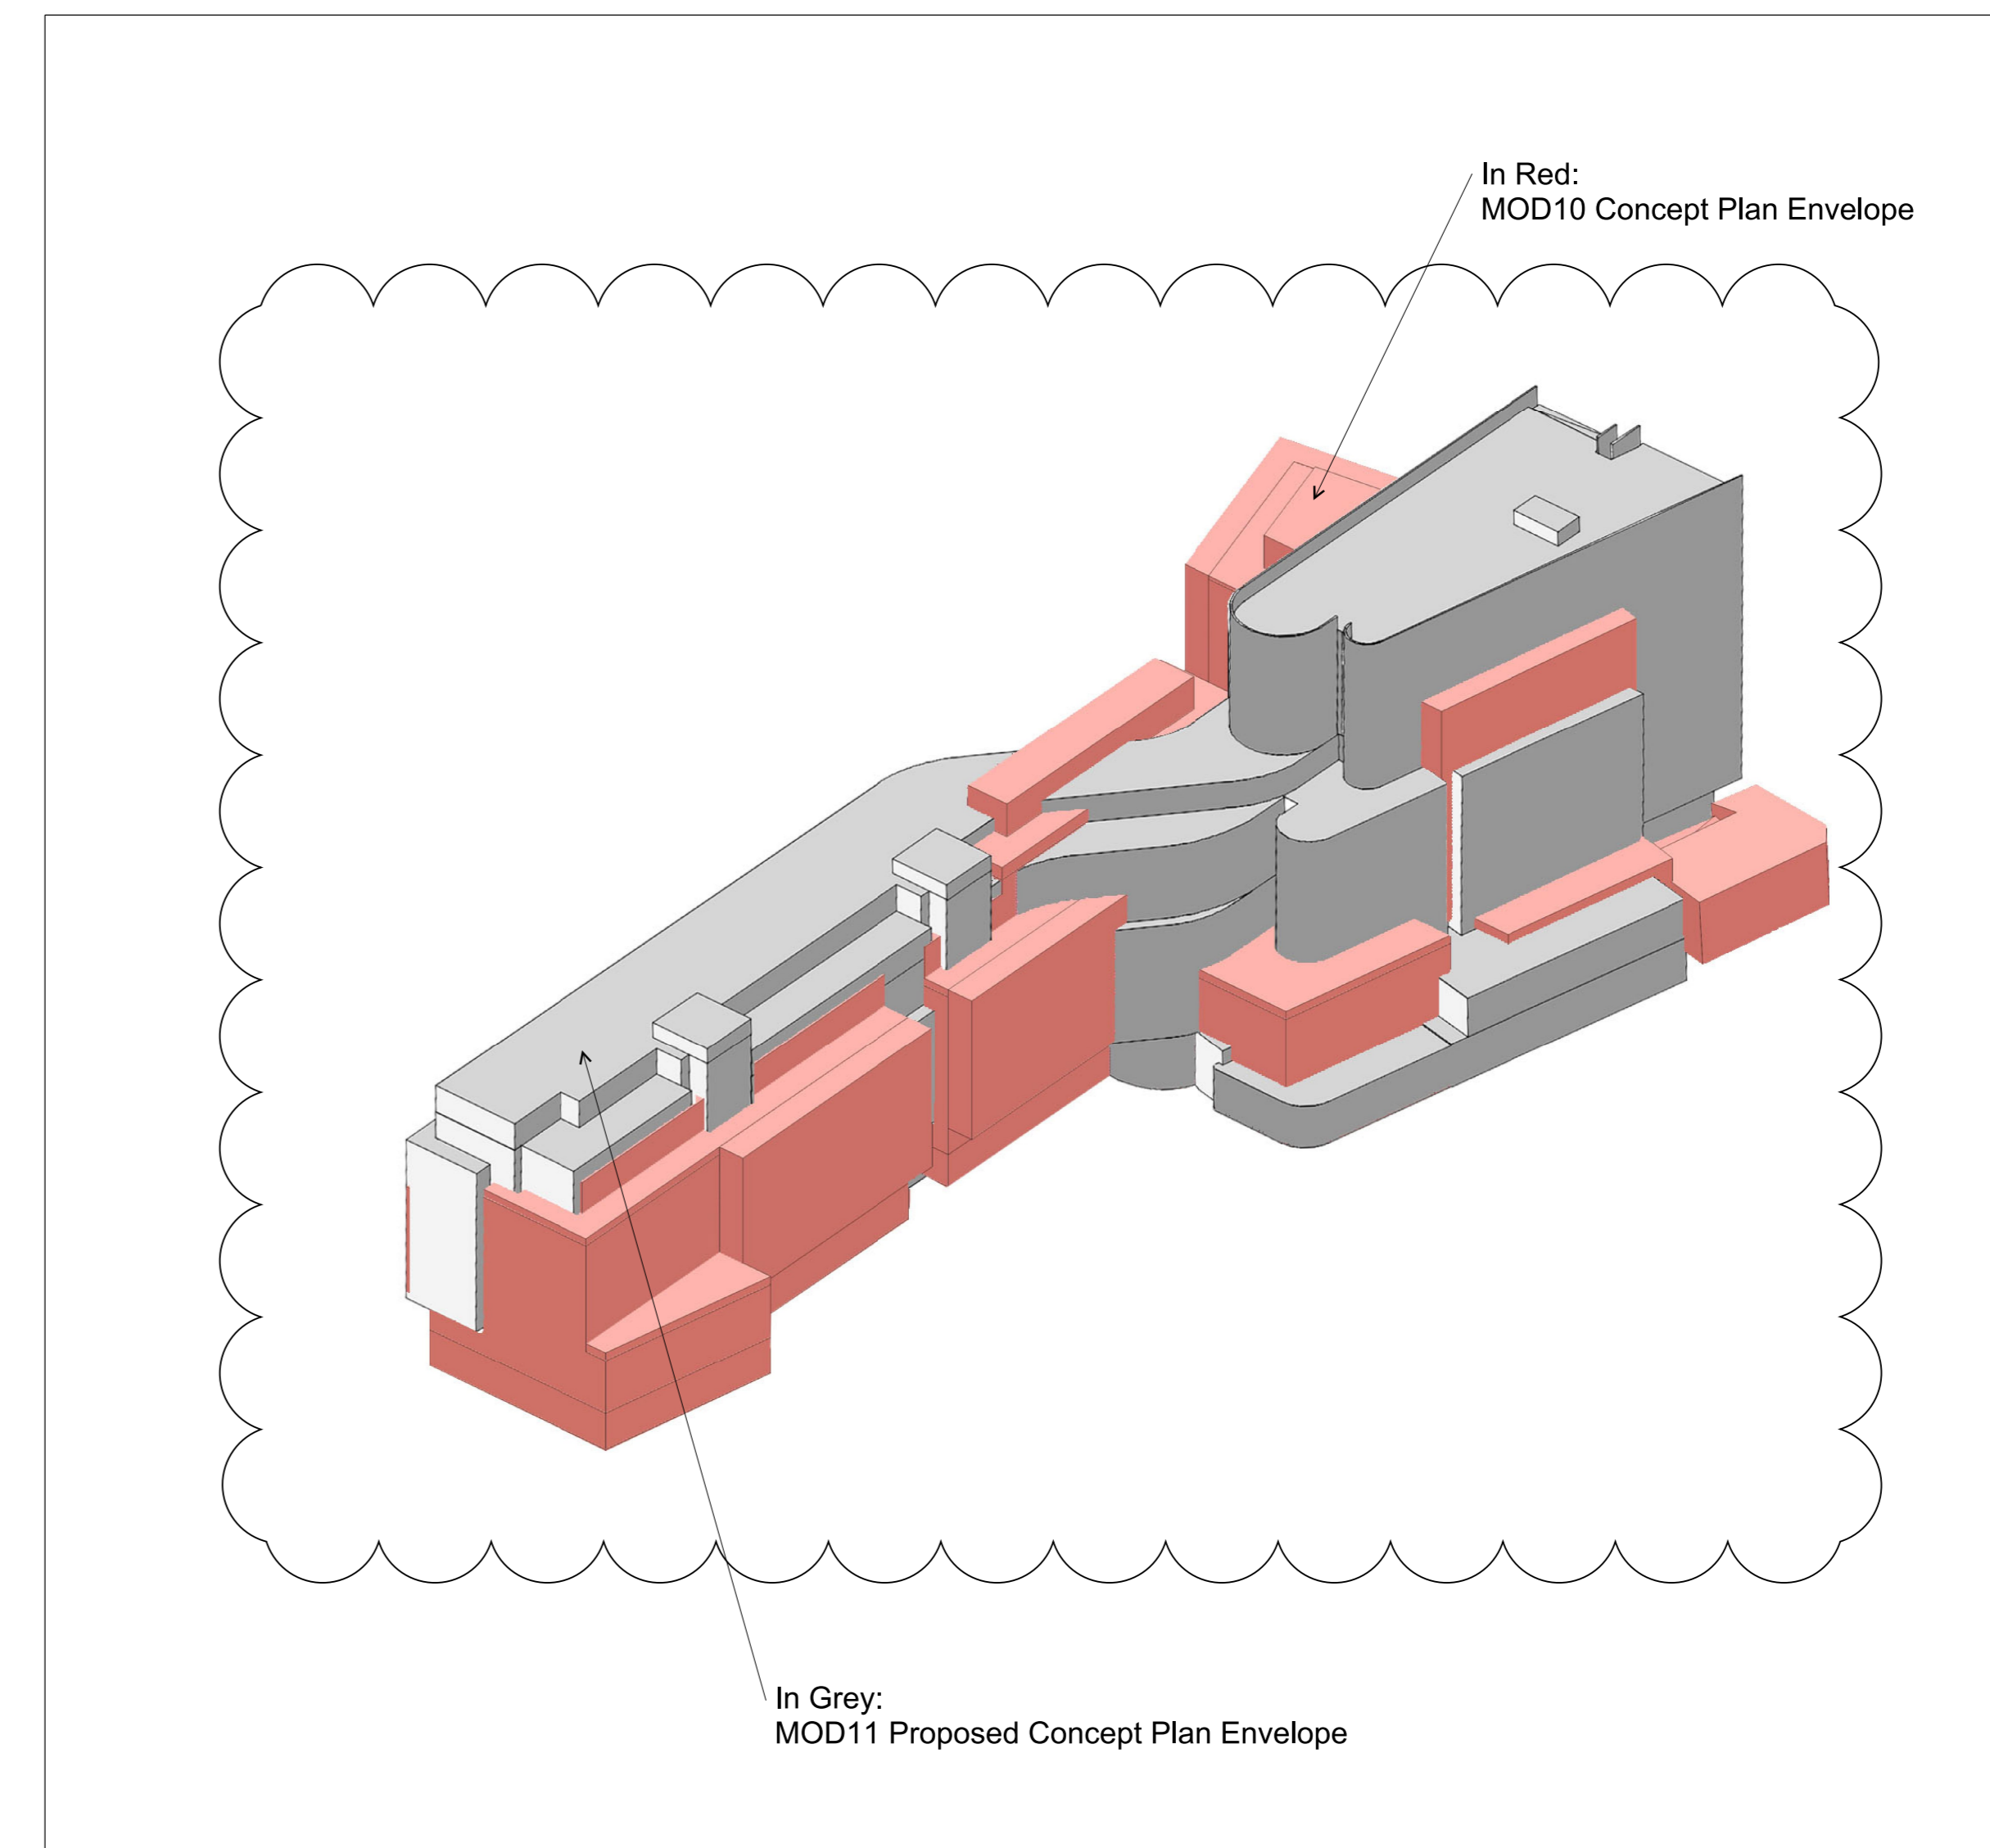 In Red:
MOD10 Concept Plan Envelope
In Grey:
MOD11 Proposed Concept Plan Envelope